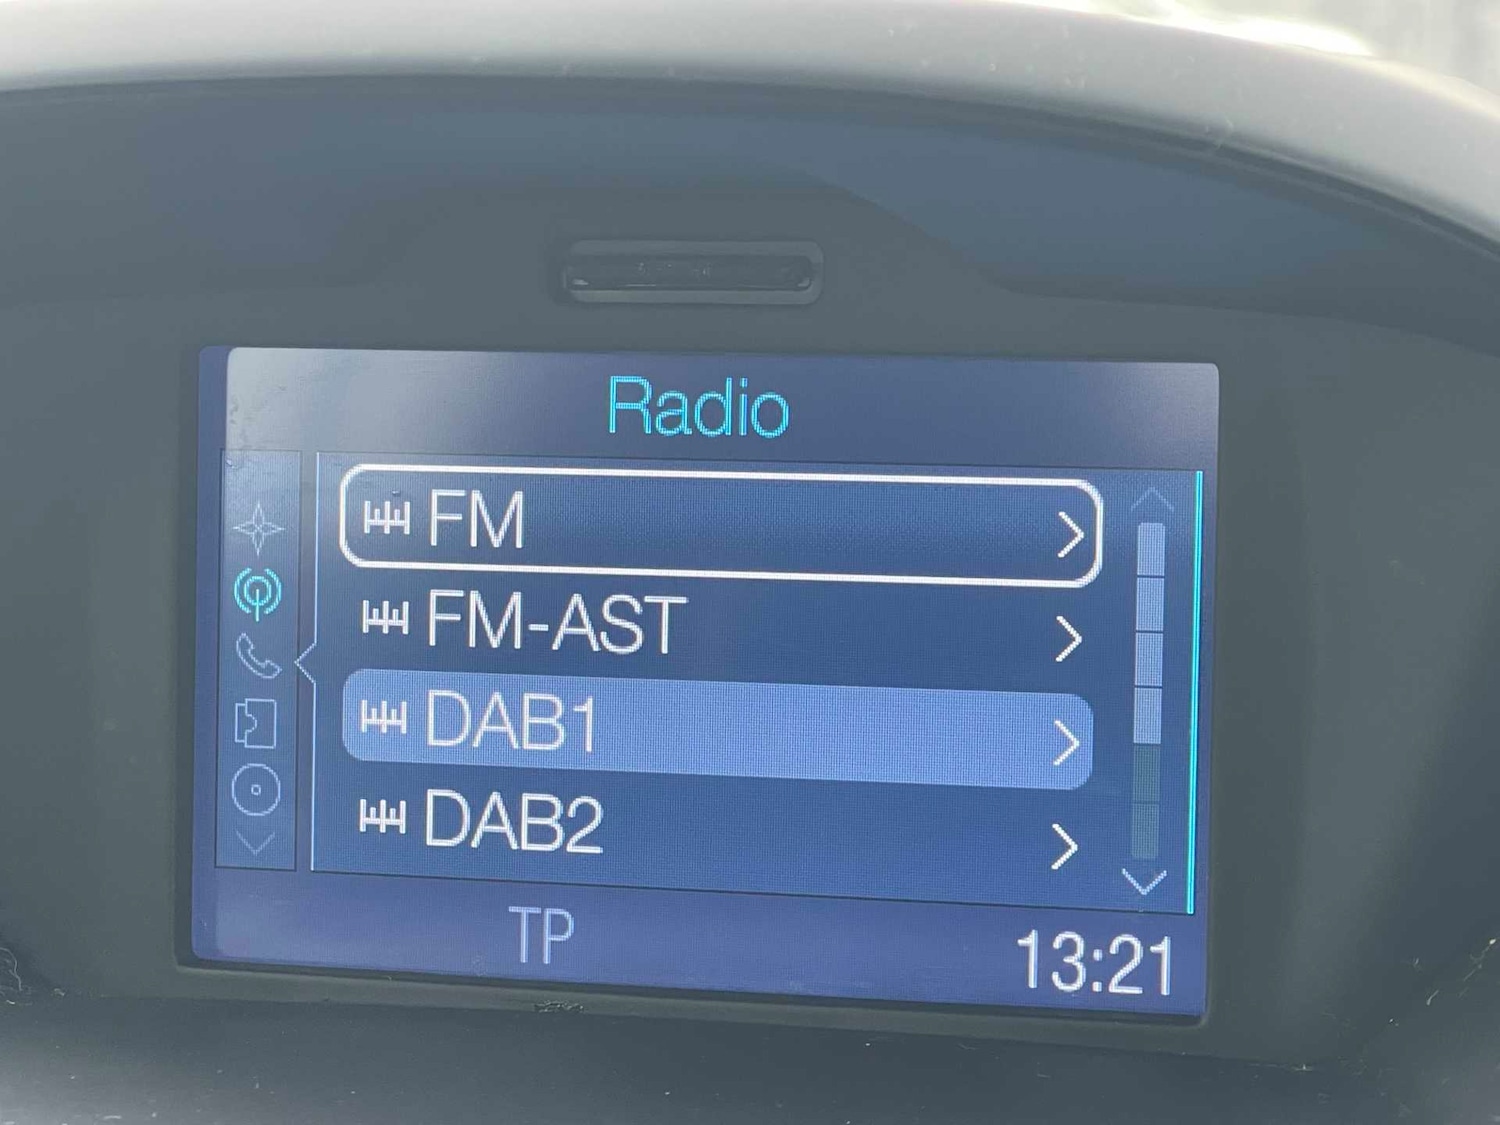 Radio
FM
FM-AST
DAB1
DAB2
TP
13:21